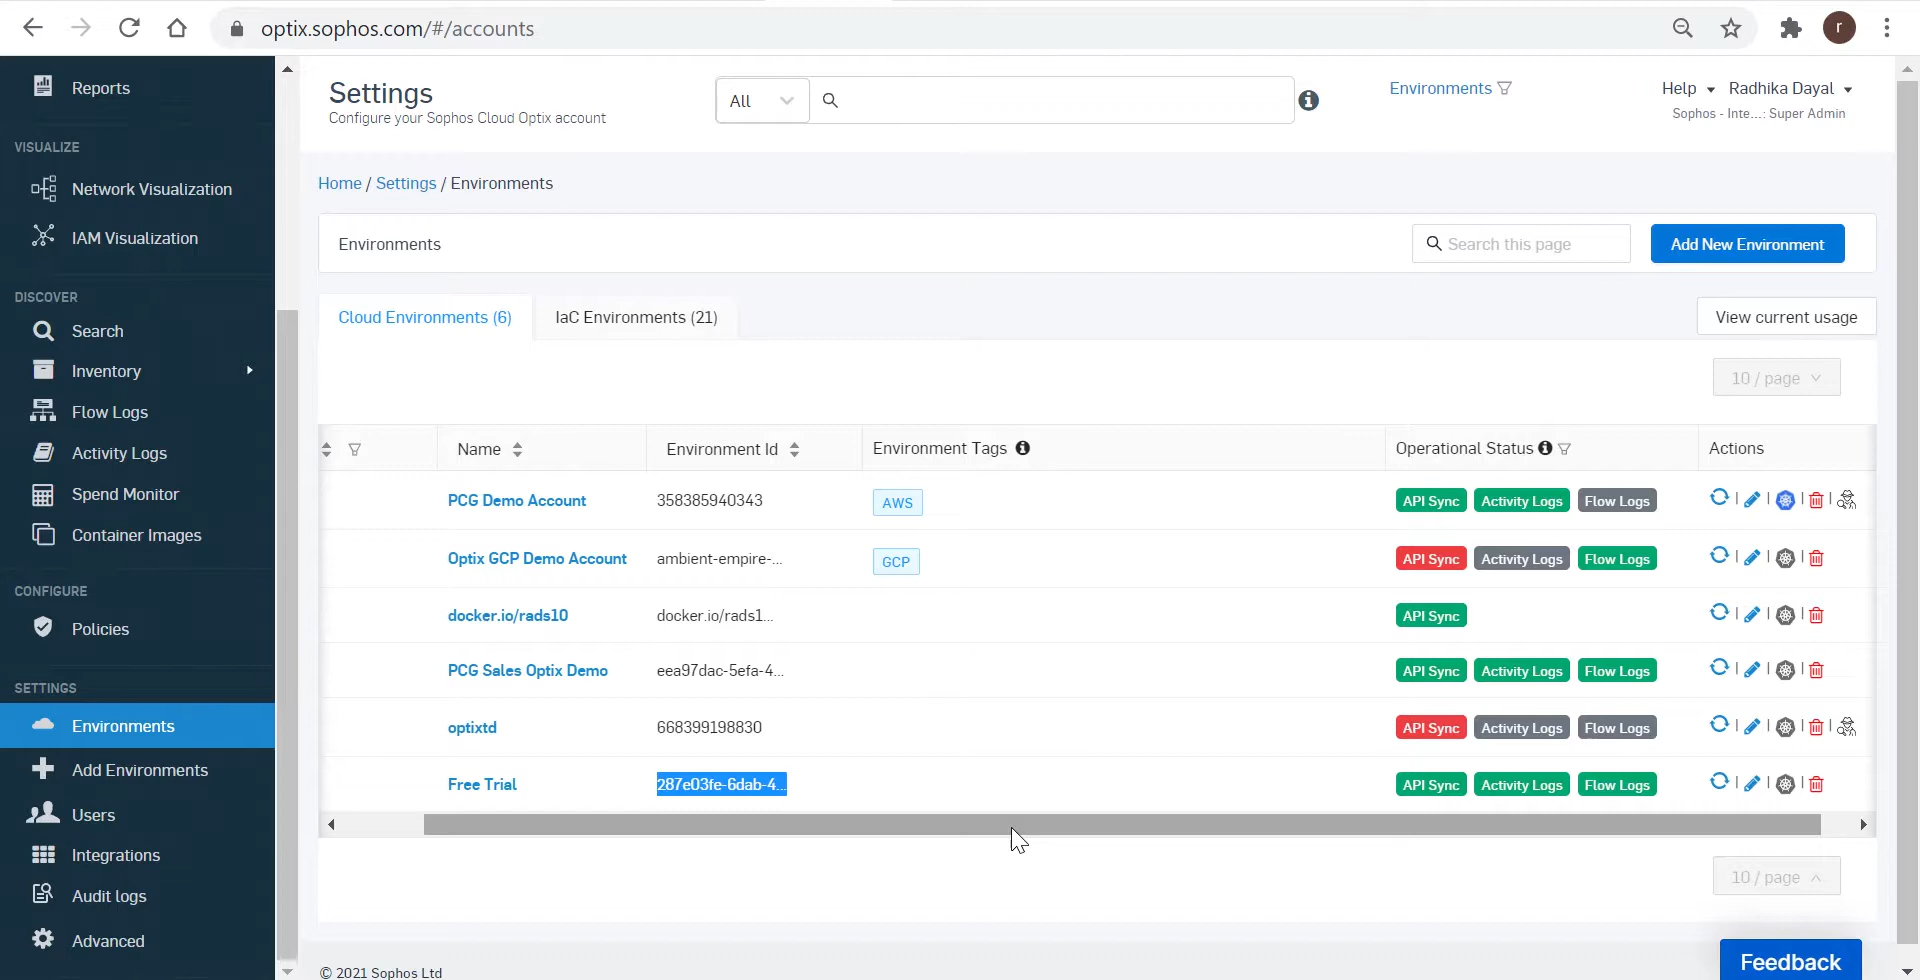 optix.sophos.com/#/accounts
r
Reports
VISUALIZE
Network Visualization
IAM Visualization
DISCOVER
Search
Inventory
Flow Logs
Activity Logs
Spend Monitor
Container Images
CONFIGURE
Policies
SETTINGS
Environments
Add Environments
Users
Integrations
Audit logs
Advanced
Settings
Configure your Sophos Cloud Optix account
All
Environments
Help
Radhika Dayal
Sophos - Inte...: Super Admin
Home / Settings / Environments
Environments
Search this page
Add New Environment
Cloud Environments (6)
IaC Environments (21)
View current usage
10 / page
Name Environment Id Environment Tags Operational Status Actions
PCG Demo Account 358385940343 AWS API Sync Activity Logs Flow Logs
Optix GCP Demo Account ambient-empire-... GCP API Sync Activity Logs Flow Logs
docker.io/rads10 docker.io/rads1... API Sync
PCG Sales Optix Demo eea97dac-5efa-4... API Sync Activity Logs Flow Logs
optixtd 668399198830 API Sync Activity Logs Flow Logs
Free Trial 287e03fe-6dab-4... API Sync Activity Logs Flow Logs
10 / page
Feedback
© 2021 Sophos Ltd